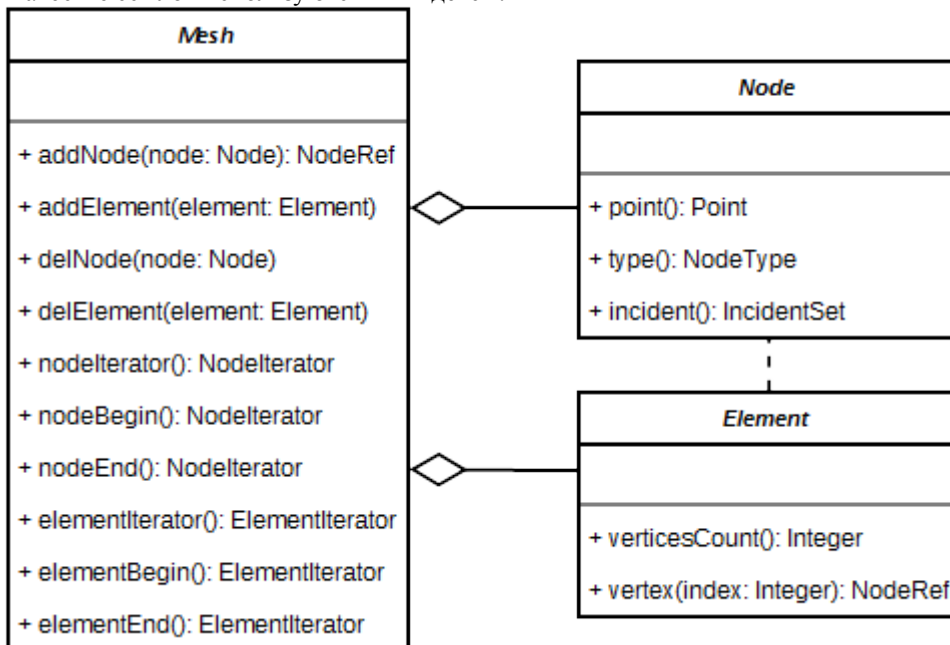 Mesh
+ addNode(node: Node): NodeRef
+ addElement(element: Element)
+ delNode(node: Node)
+ delElement(element: Element)
+ nodeIterator(): NodeIterator
+ nodeBegin(): NodeIterator
+ nodeEnd(): NodeIterator
+ elementIterator(): ElementIterator
+ elementBegin(): ElementIterator
+ elementEnd(): ElementIterator
Node
+ point(): Point
+ type(): NodeType
+ incident(): IncidentSet
Element
+ verticesCount(): Integer
+ vertex(index: Integer): NodeRef